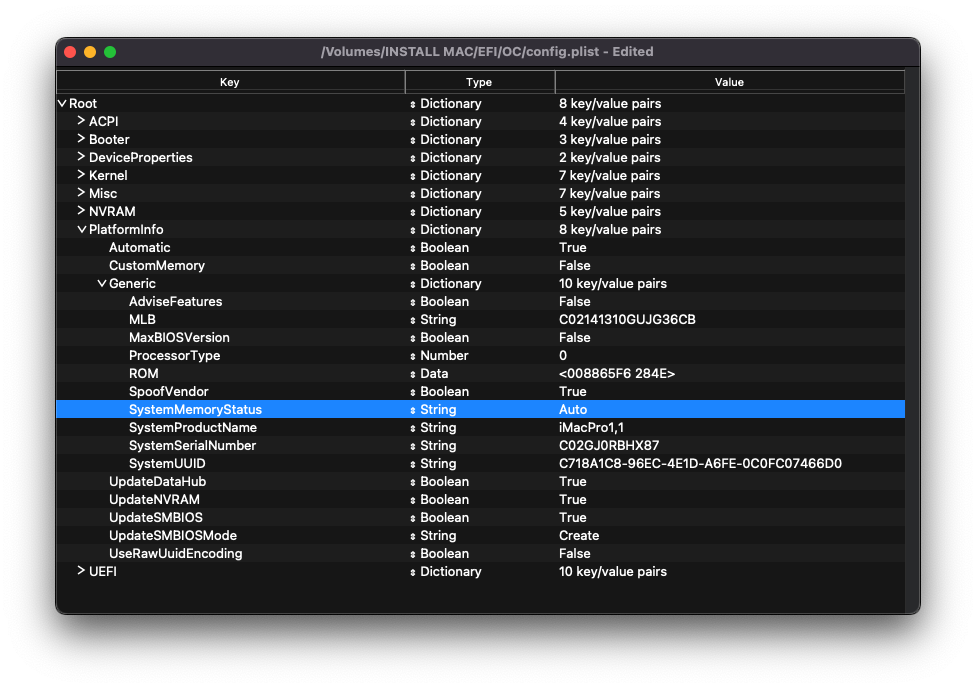 /Volumes/INSTALL MAC/EFI/OC/config.plist - Edited
Key Type Value
Root Dictionary 8 key/value pairs
ACPI Dictionary 4 key/value pairs
Booter Dictionary 3 key/value pairs
DeviceProperties Dictionary 2 key/value pairs
Kernel Dictionary 7 key/value pairs
Misc Dictionary 7 key/value pairs
NVRAM Dictionary 5 key/value pairs
PlatformInfo Dictionary 8 key/value pairs
Automatic Boolean True
CustomMemory Boolean False
Generic Dictionary 10 key/value pairs
AdviseFeatures Boolean False
MLB String C02141310GUJG36CB
MaxBIOSVersion Boolean False
ProcessorType Number 0
ROM Data <008865F6 284E>
SpoofVendor Boolean True
SystemMemoryStatus String Auto
SystemProductName String iMacPro1,1
SystemSerialNumber String C02GJ0RBHX87
SystemUUID String C718A1C8-96EC-4E1D-A6FE-0C0FC07466D0
UpdateDataHub Boolean True
UpdateNVRAM Boolean True
UpdateSMBIOS Boolean True
UpdateSMBIOSMode String Create
UseRawUuidEncoding Boolean False
UEFI Dictionary 10 key/value pairs